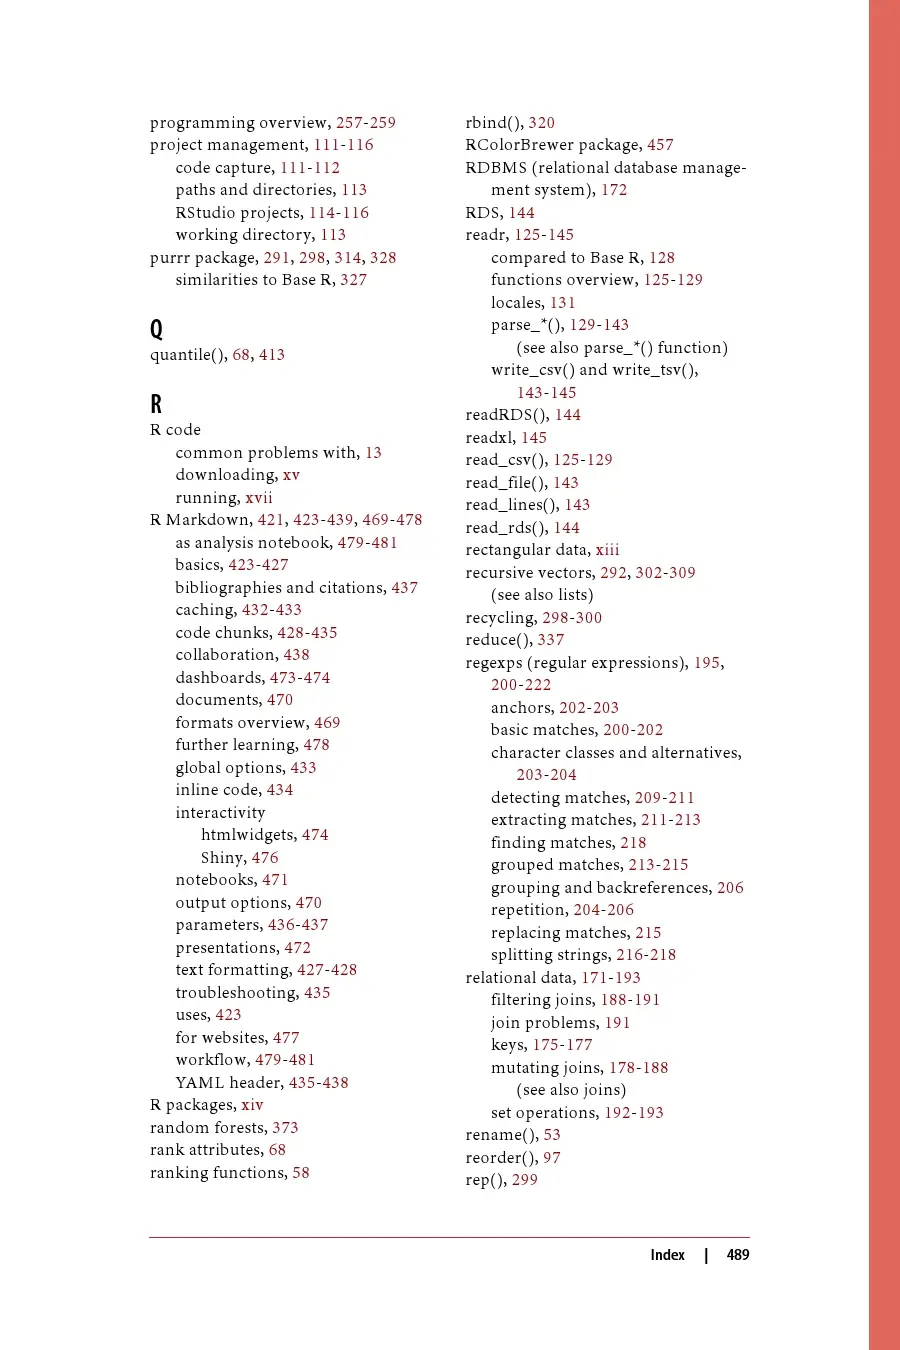 programming overview, 257-259
project management, 111-116
code capture, 111-112
paths and directories, 113
RStudio projects, 114-116
working directory, 113
purrr package, 291, 298, 314, 328
similarities to Base R, 327
Q
quantile(), 68, 413
R
R code
common problems with, 13
downloading, xv
running, xvii
R Markdown, 421, 423-439, 469-478
as analysis notebook, 479-481
basics, 423-427
bibliographies and citations, 437
caching, 432-433
code chunks, 428-435
collaboration, 438
dashboards, 473-474
documents, 470
formats overview, 469
further learning, 478
global options, 433
inline code, 434
interactivity
htmlwidgets, 474
Shiny, 476
notebooks, 471
output options, 470
parameters, 436-437
presentations, 472
text formatting, 427-428
troubleshooting, 435
uses, 423
for websites, 477
workflow, 479-481
YAML header, 435-438
R packages, xiv
random forests, 373
rank attributes, 68
ranking functions, 58
rbind(), 320
RColorBrewer package, 457
RDBMS (relational database manage-
ment system), 172
RDS, 144
readr, 125-145
compared to Base R, 128
functions overview, 125-129
locales, 131
parse_*(), 129-143
(see also parse_*() function)
write_csv() and write_tsv(),
143-145
readRDS(), 144
readxl, 145
read_csv(), 125-129
read_file(), 143
read_lines(), 143
read_rds(), 144
rectangular data, xiii
recursive vectors, 292, 302-309
(see also lists)
recycling, 298-300
reduce(), 337
regexps (regular expressions), 195,
200-222
anchors, 202-203
basic matches, 200-202
character classes and alternatives,
203-204
detecting matches, 209-211
extracting matches, 211-213
finding matches, 218
grouped matches, 213-215
grouping and backreferences, 206
repetition, 204-206
replacing matches, 215
splitting strings, 216-218
relational data, 171-193
filtering joins, 188-191
join problems, 191
keys, 175-177
mutating joins, 178-188
(see also joins)
set operations, 192-193
rename(), 53
reorder(), 97
rep(), 299
Index | 489